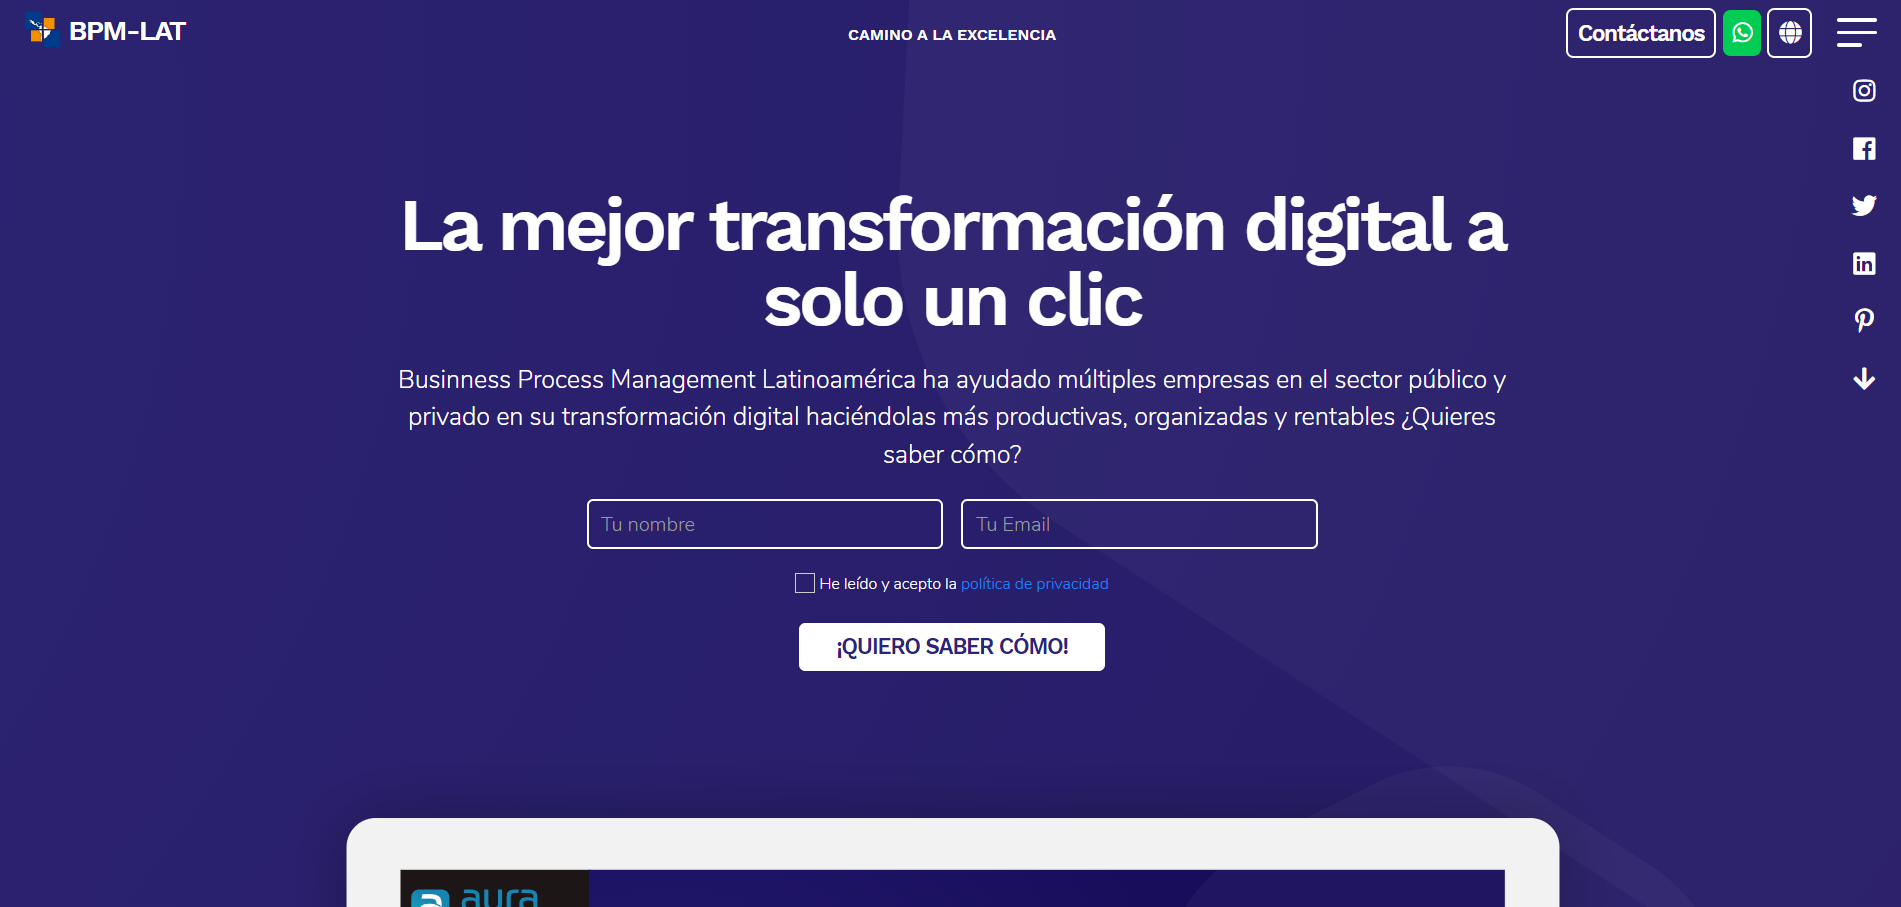 BPM-LAT
CAMINO A LA EXCELENCIA
Contáctanos
La mejor transformación digital a
solo un clic
Businness Process Management Latinoamérica ha ayudado múltiples empresas en el sector público y
privado en su transformación digital haciéndolas más productivas, organizadas y rentables ¿Quieres
saber cómo?
Tu nombre
Tu Email
He leído y acepto la política de privacidad
¡QUIERO SABER CÓMO!
aura